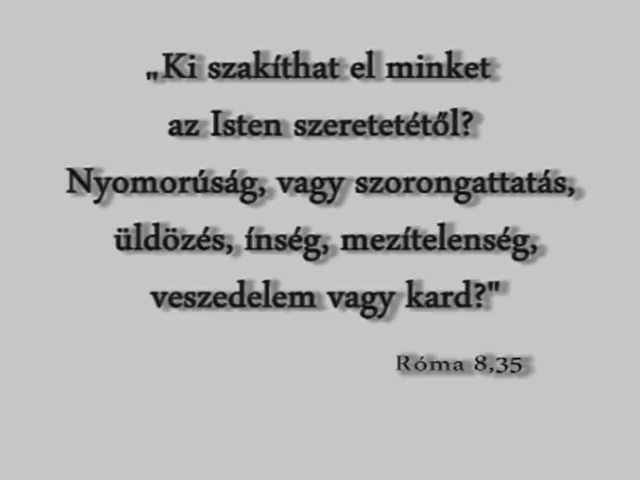 „Ki szakíthat el minket
az Isten szeretetétől?
Nyomorúság, vagy szorongattatás,
üldözés, ínség, mezítelenség,
veszedelem vagy kard?"
Róma 8,35